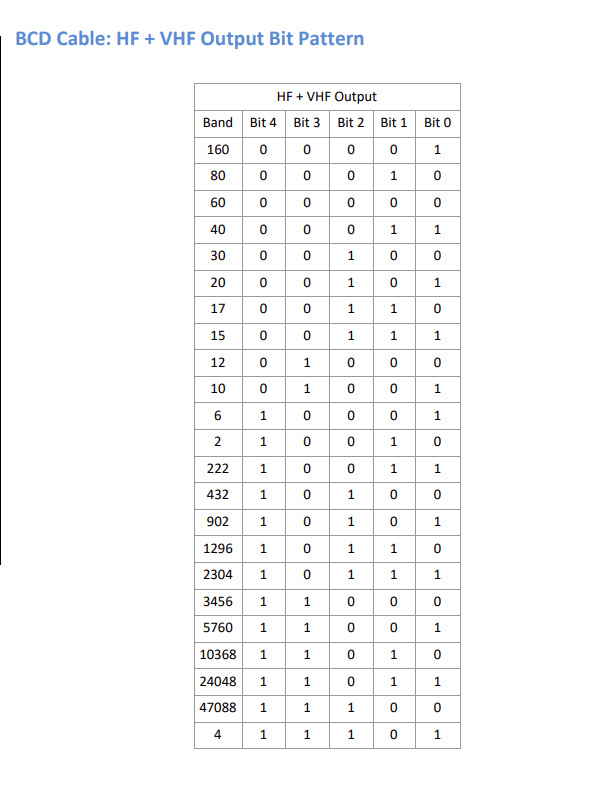 BCD Cable: HF + VHF Output Bit Pattern
HF + VHF Output
Band Bit 4 Bit 3 Bit 2 Bit 1 Bit 0
160 0 0 0 0 1
80 0 0 0 1 0
60 0 0 0 0 0
40 0 0 0 1 1
30 0 0 1 0 0
20 0 0 1 0 1
17 0 0 1 1 0
15 0 0 1 1 1
12 0 1 0 0 0
10 0 1 0 0 1
6 1 0 0 0 1
2 1 0 0 1 0
222 1 0 0 1 1
432 1 0 1 0 0
902 1 0 1 0 1
1296 1 0 1 1 0
2304 1 0 1 1 1
3456 1 1 0 0 0
5760 1 1 0 0 1
10368 1 1 0 1 0
24048 1 1 0 1 1
47088 1 1 1 0 0
4 1 1 1 0 1